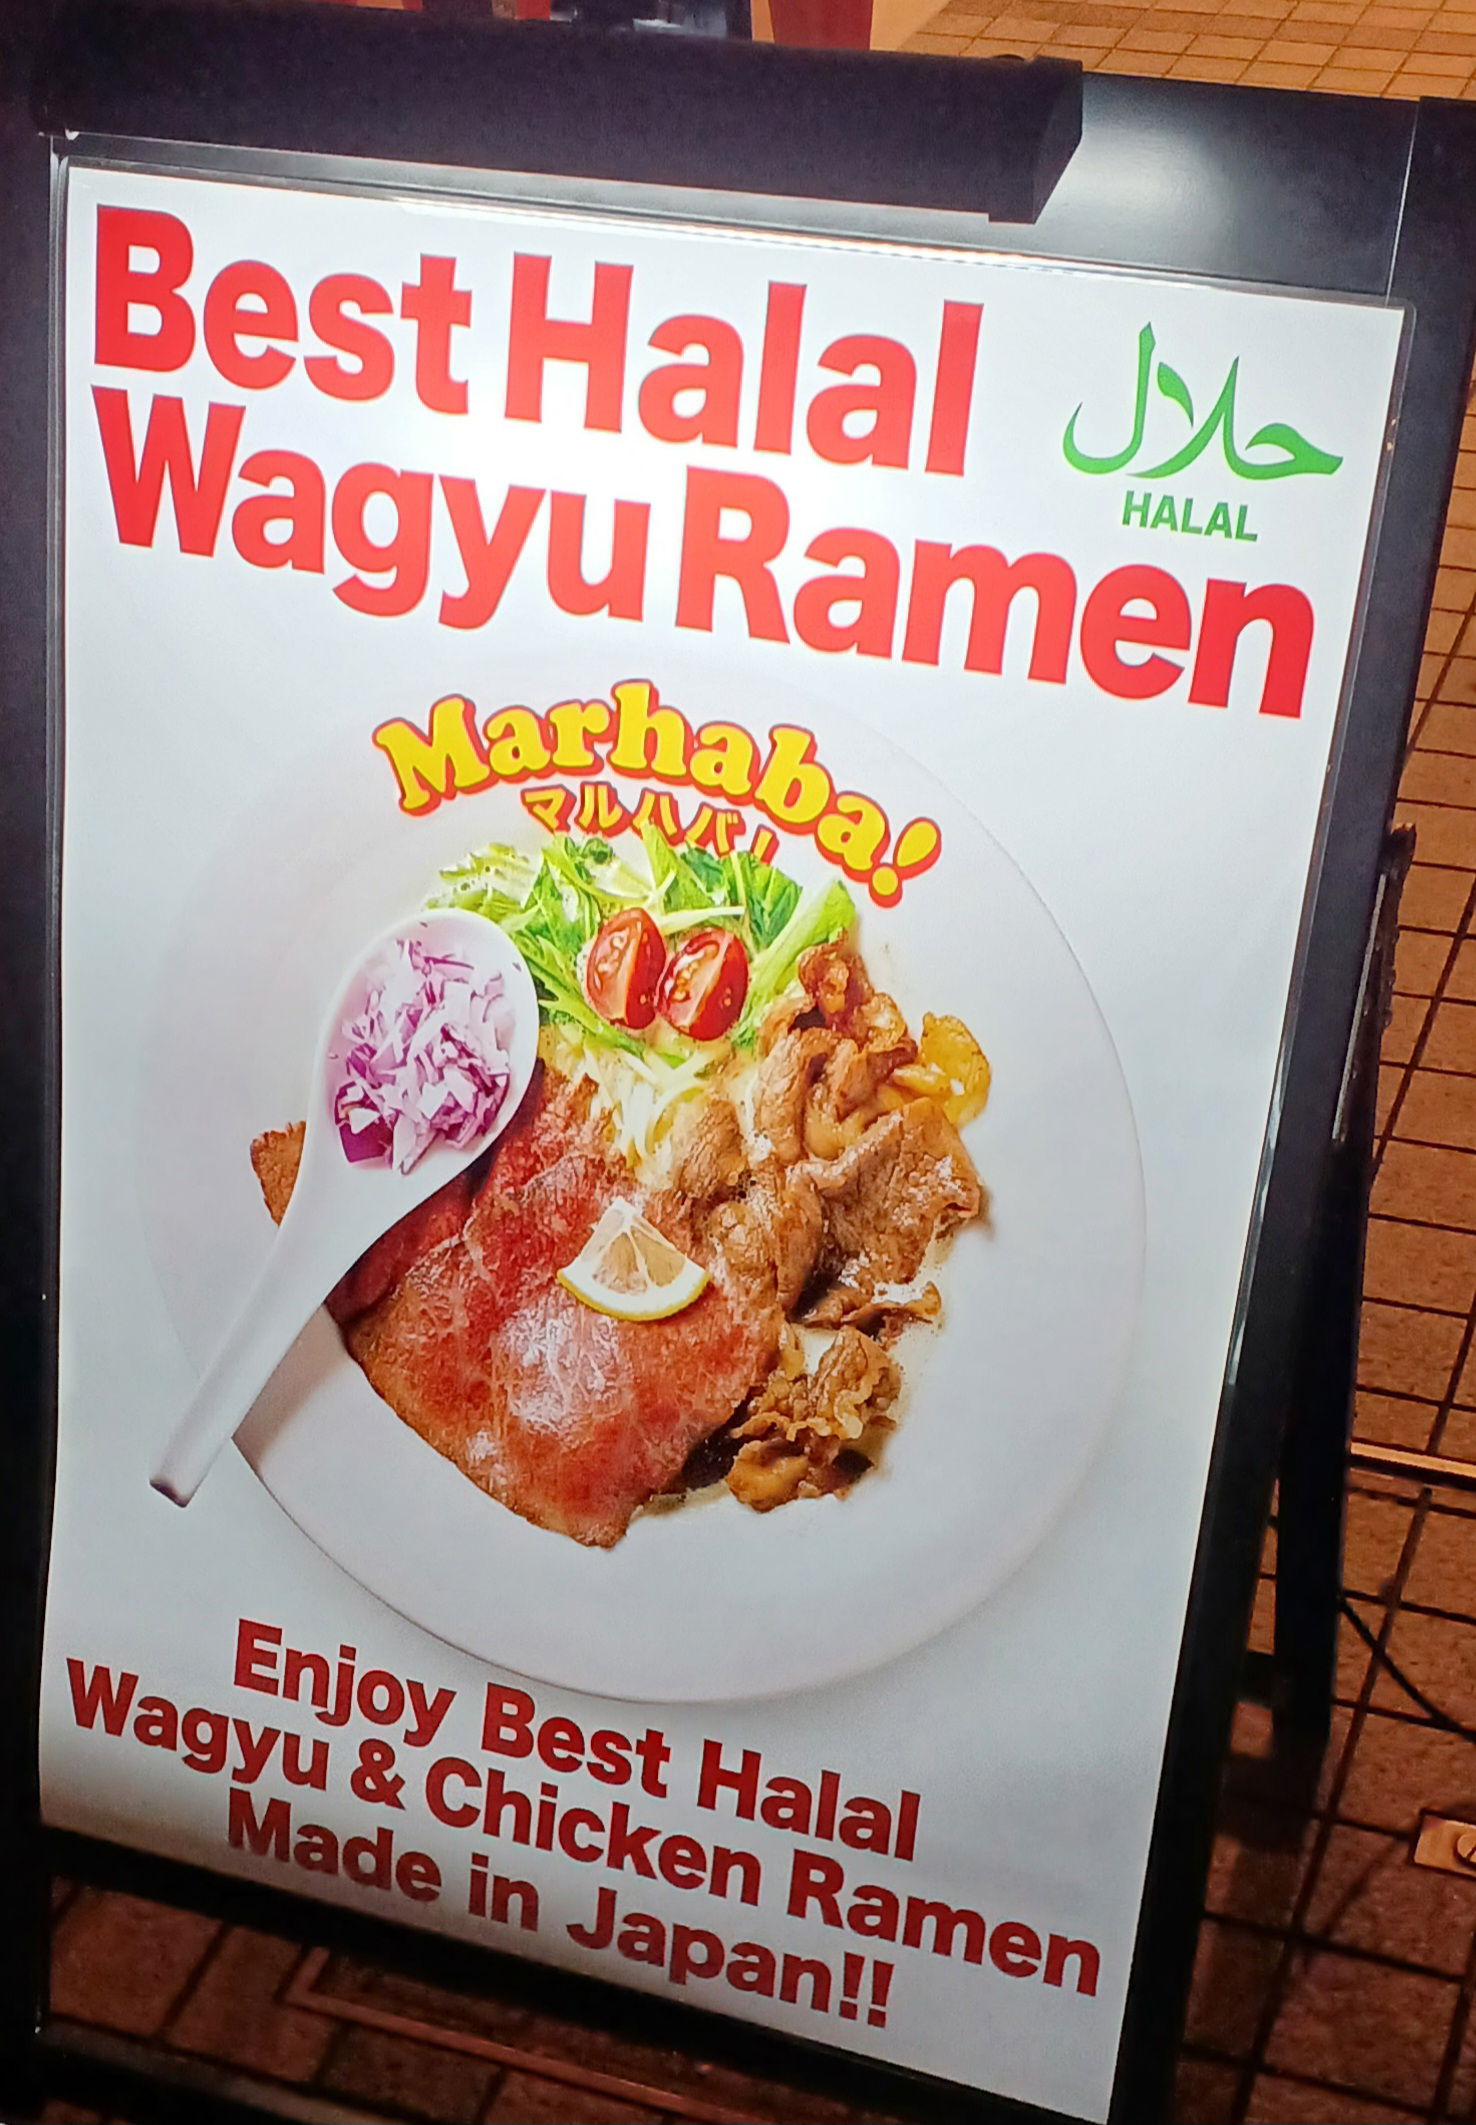 Best Halal
حلال
HALAL
Wagyu Ramen
Marhaba!
マルハバ!
Enjoy Best Halal
Wagyu & Chicken Ramen
Made in Japan!!